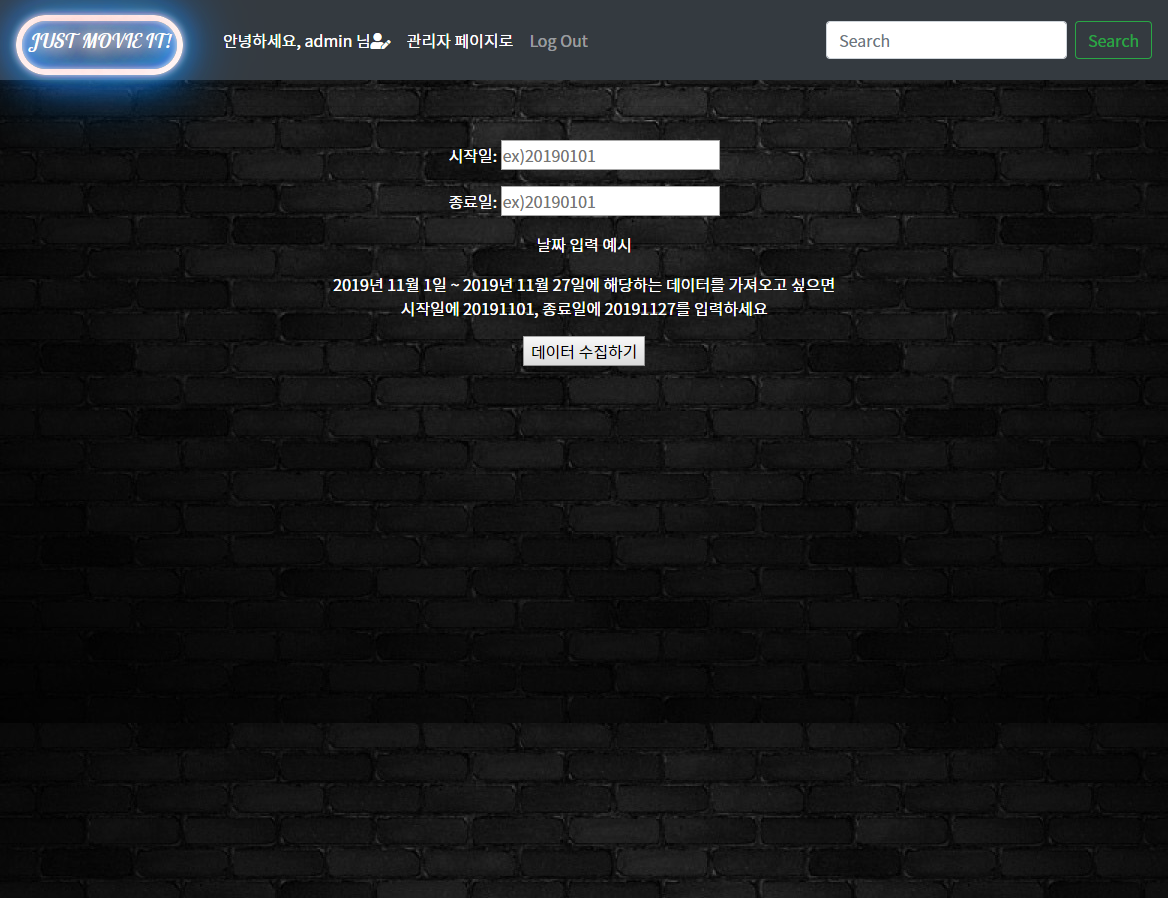 JUST MOVIE IT!
안녕하세요, admin 님 관리자 페이지로 Log Out Search Search
시작일: ex)20190101
종료일: ex)20190101
날짜 입력 예시
2019년 11월 1일 ~ 2019년 11월 27일에 해당하는 데이터를 가져오고 싶으면
시작일에 20191101, 종료일에 20191127를 입력하세요
데이터 수집하기